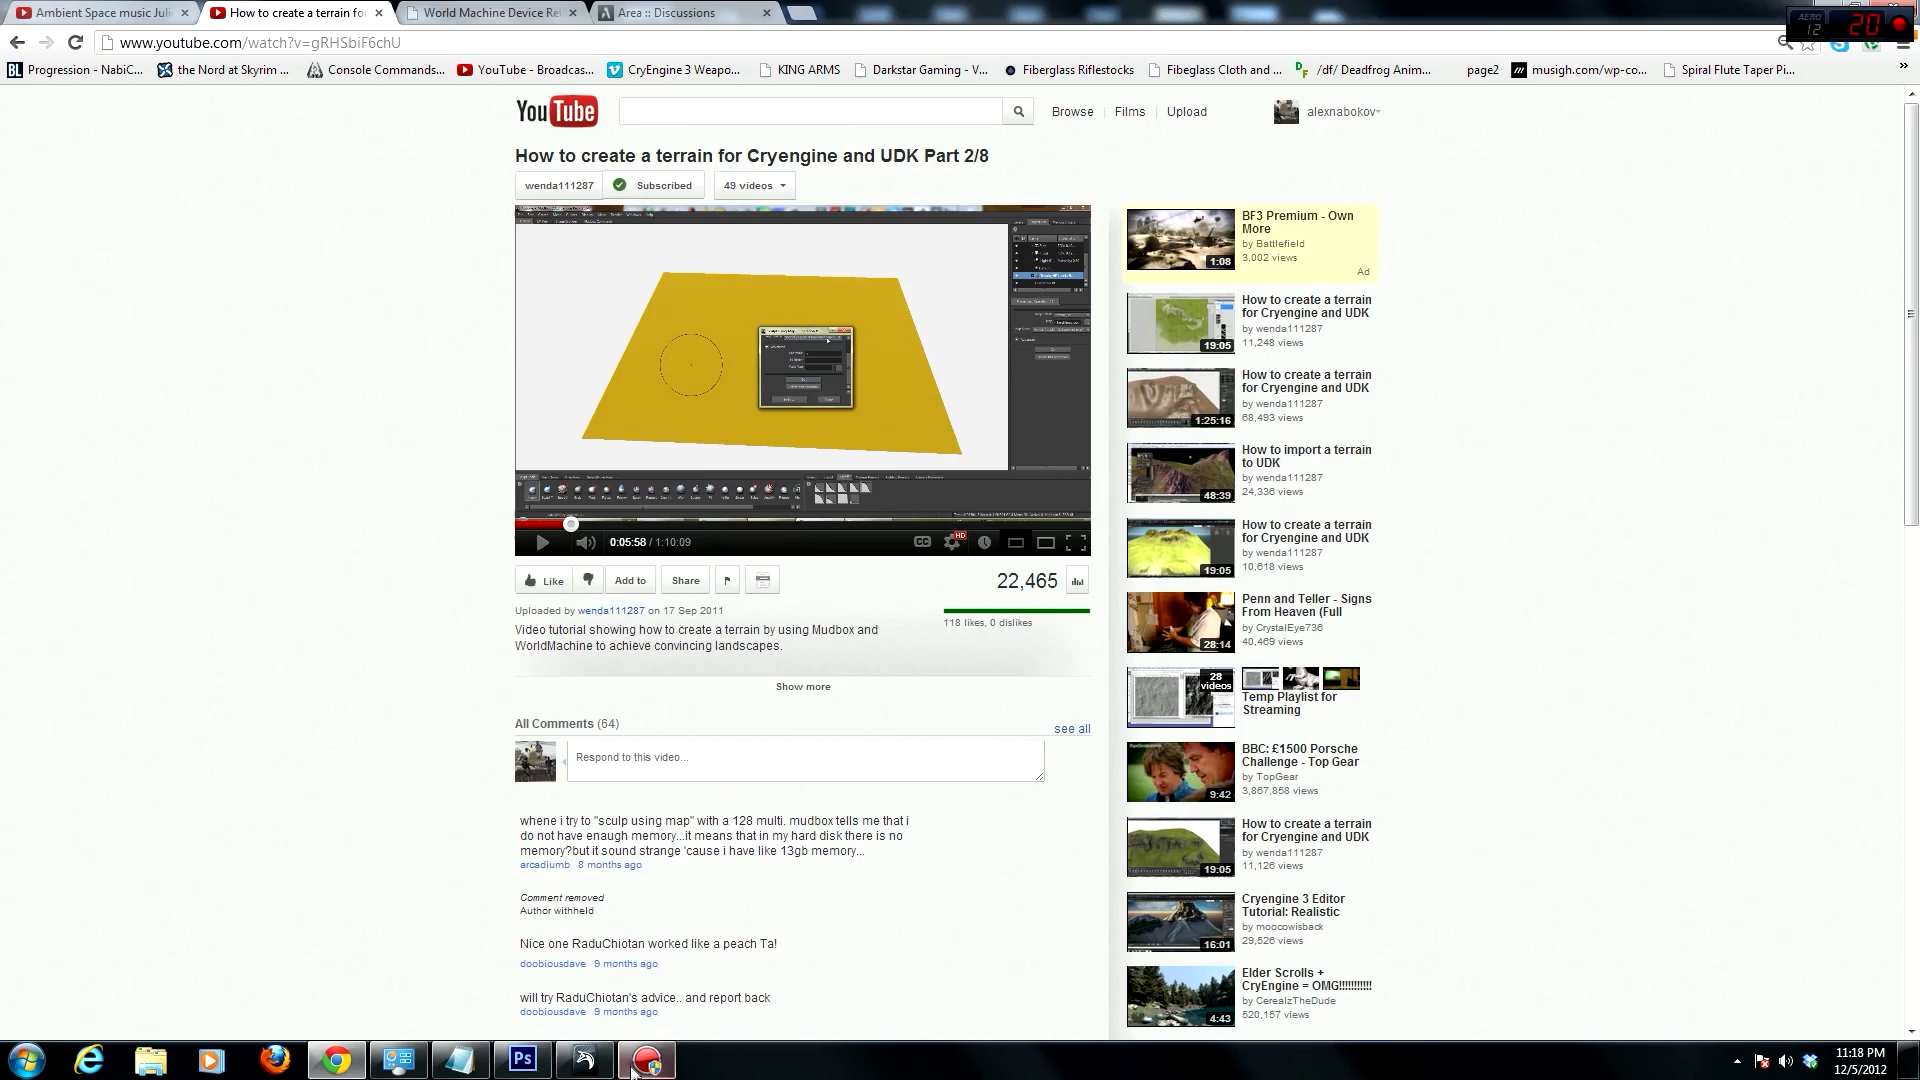 Ambient Space music Juli
How to create a terrain fo
World Machine Device Re
Area :: Discussions
AERO
12
20
www.youtube.com/watch?v=gRHSbiF6chU
Progression - NabiC...
the Nord at Skyrim ...
Console Commands...
YouTube - Broadcas...
CryEngine 3 Weapo...
KING ARMS
Darkstar Gaming - V...
Fiberglass Riflestocks
Fibeglass Cloth and ...
/df/ Deadfrog Anim...
page2
musigh.com/wp-co...
Spiral Flute Taper Pi...
»
YouTube
Browse
Films
Upload
alexnabokov
How to create a terrain for Cryengine and UDK Part 2/8
wenda111287
Subscribed
49 videos
0:05:58 / 1:10:09
CC
HD
Like
Add to
Share
22,465
Uploaded by wenda111287 on 17 Sep 2011
118 likes, 0 dislikes
Video tutorial showing how to create a terrain by using Mudbox and
WorldMachine to achieve convincing landscapes.
Show more
All Comments (64)
see all
Respond to this video...
whene i try to "sculp using map" with a 128 multi. mudbox tells me that i
do not have enaugh memory...it means that in my hard disk there is no
memory?but it sound strange 'cause i have like 13gb memory...
arcadiumb 8 months ago
Comment removed
Author withheld
Nice one RaduChiotan worked like a peach Ta!
doobiousdave 9 months ago
will try RaduChiotan's advice.. and report back
doobiousdave 9 months ago
BF3 Premium - Own
More
by Battlefield
3,002 views
Ad
1:08
How to create a terrain
for Cryengine and UDK
by wenda111287
11,248 views
19:05
How to create a terrain
for Cryengine and UDK
by wenda111287
68,493 views
1:25:16
How to import a terrain
to UDK
by wenda111287
24,336 views
48:39
How to create a terrain
for Cryengine and UDK
by wenda111287
10,618 views
19:05
Penn and Teller - Signs
From Heaven (Full
by CrystalEye736
40,469 views
28:14
28
videos
Temp Playlist for
Streaming
BBC: £1500 Porsche
Challenge - Top Gear
by TopGear
3,867,858 views
9:42
How to create a terrain
for Cryengine and UDK
by wenda111287
11,126 views
19:05
Cryengine 3 Editor
Tutorial: Realistic
by moocowisback
29,526 views
16:01
Elder Scrolls +
CryEngine = OMG!!!!!!!!!!!!
by CerealzTheDude
520,157 views
4:43
Ps
11:18 PM
12/5/2012